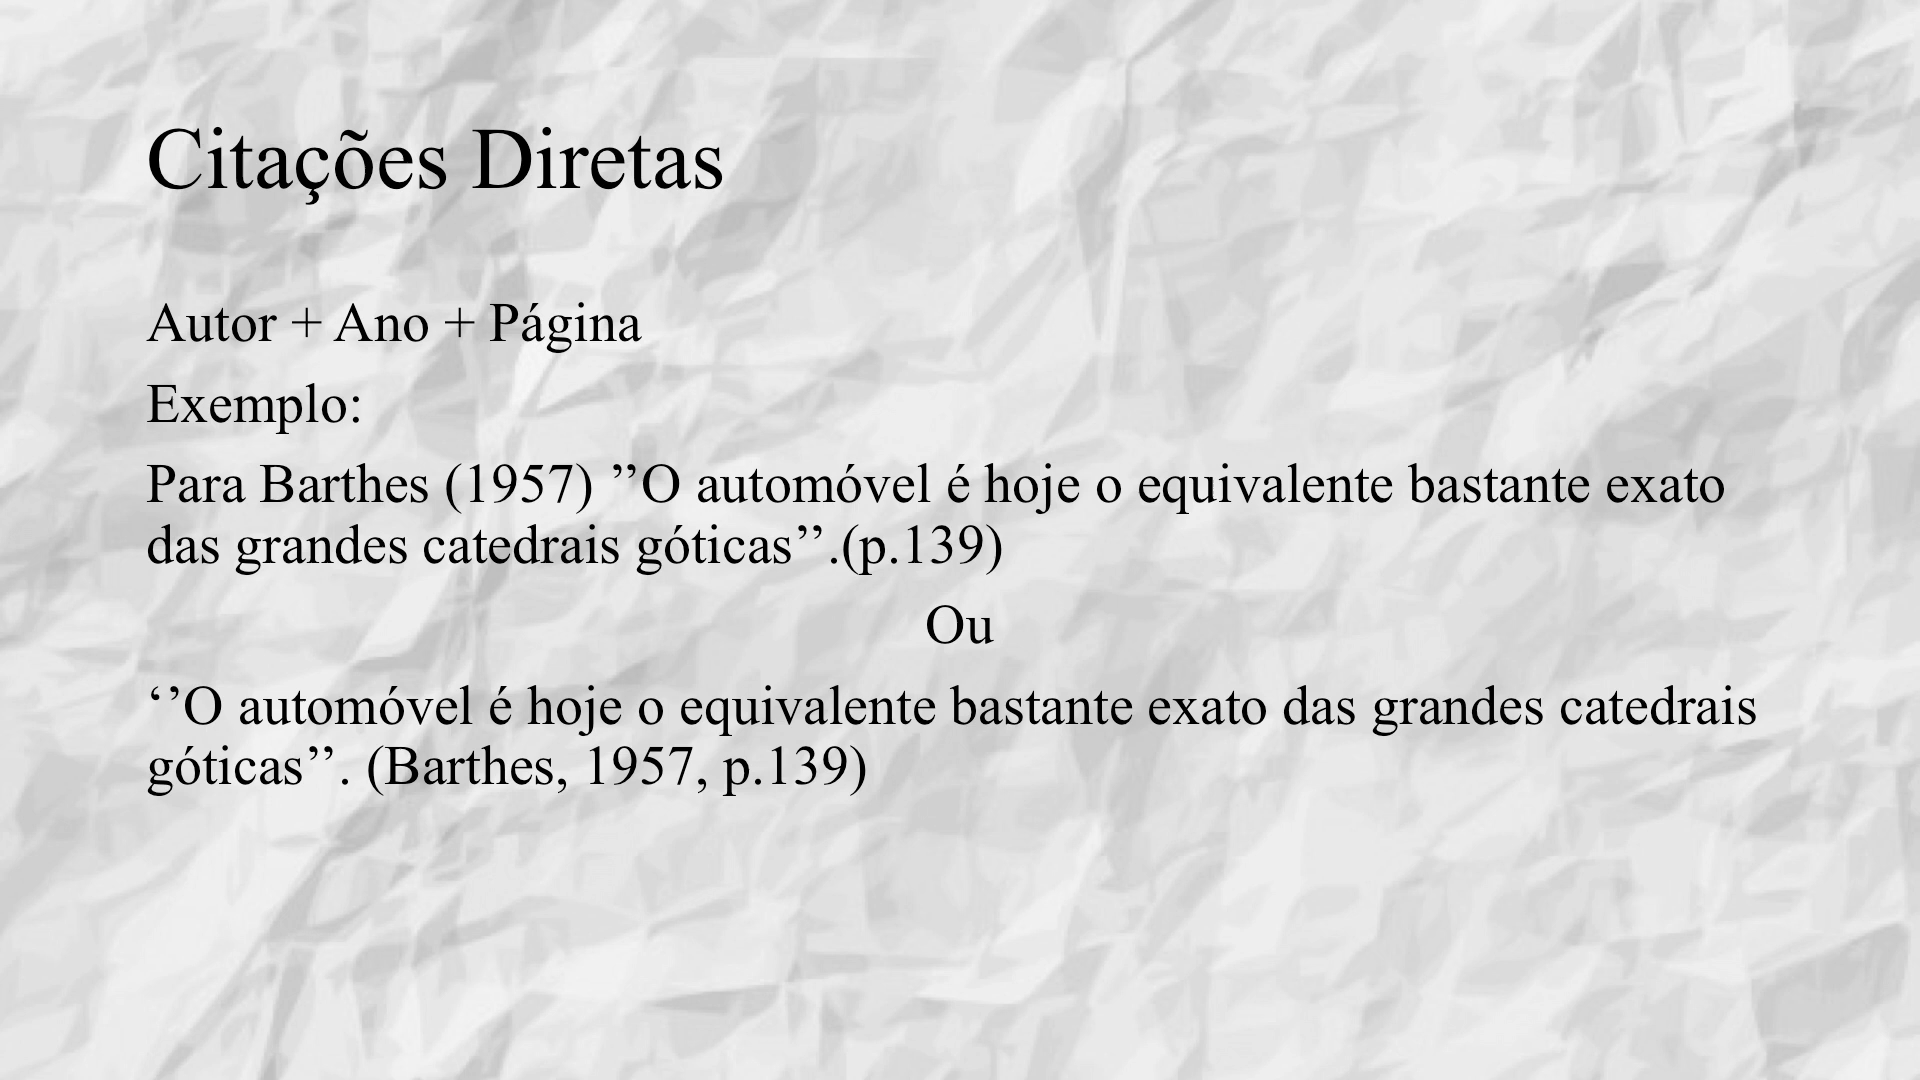 Citações Diretas
Autor + Ano + Página
Exemplo:
Para Barthes (1957) ’’O automóvel é hoje o equivalente bastante exato
das grandes catedrais góticas’’.(p.139)
Ou
‘’O automóvel é hoje o equivalente bastante exato das grandes catedrais
góticas’’. (Barthes, 1957, p.139)